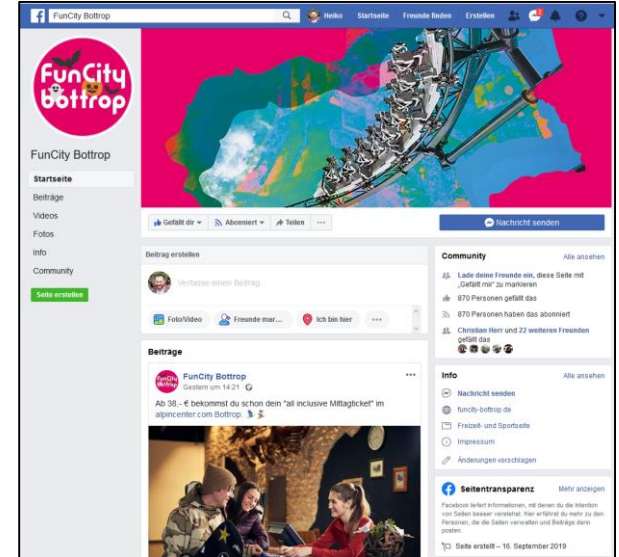 FunCity Bottrop
Heiko Startseite Freunde finden Erstellen
FunCity
bottrop
FunCity Bottrop
Startseite
Beiträge
Videos
Fotos
Info
Community
Seite erstellen
Gefällt dir Abonniert Teilen ...
Nachricht senden
Beitrag erstellen
Verfasse einen Beitrag ...
Foto/Video Freunde mar... Ich bin hier ...
Beiträge
FunCity Bottrop
Gestern um 14:21
Ab 38,- € bekommst du schon dein "all inclusive Mittagticket" im
alpincenter.com Bottrop.
Community Alle ansehen
Lade deine Freunde ein, diese Seite mit
„Gefällt mir“ zu markieren
870 Personen gefällt das
870 Personen haben das abonniert
Christian Herr und 22 weiteren Freunden
gefällt das
Info Alle ansehen
Nachricht senden
funcity-bottrop.de
Freizeit- und Sportseite
Impressum
Änderungen vorschlagen
Seitentransparenz Mehr anzeigen
Facebook liefert Informationen, mit denen du die Intention
von Seiten besser verstehst. Hier erfährst du mehr zu den
Personen, die die Seiten verwalten und Beiträge darin
posten.
Seite erstellt – 16. September 2019